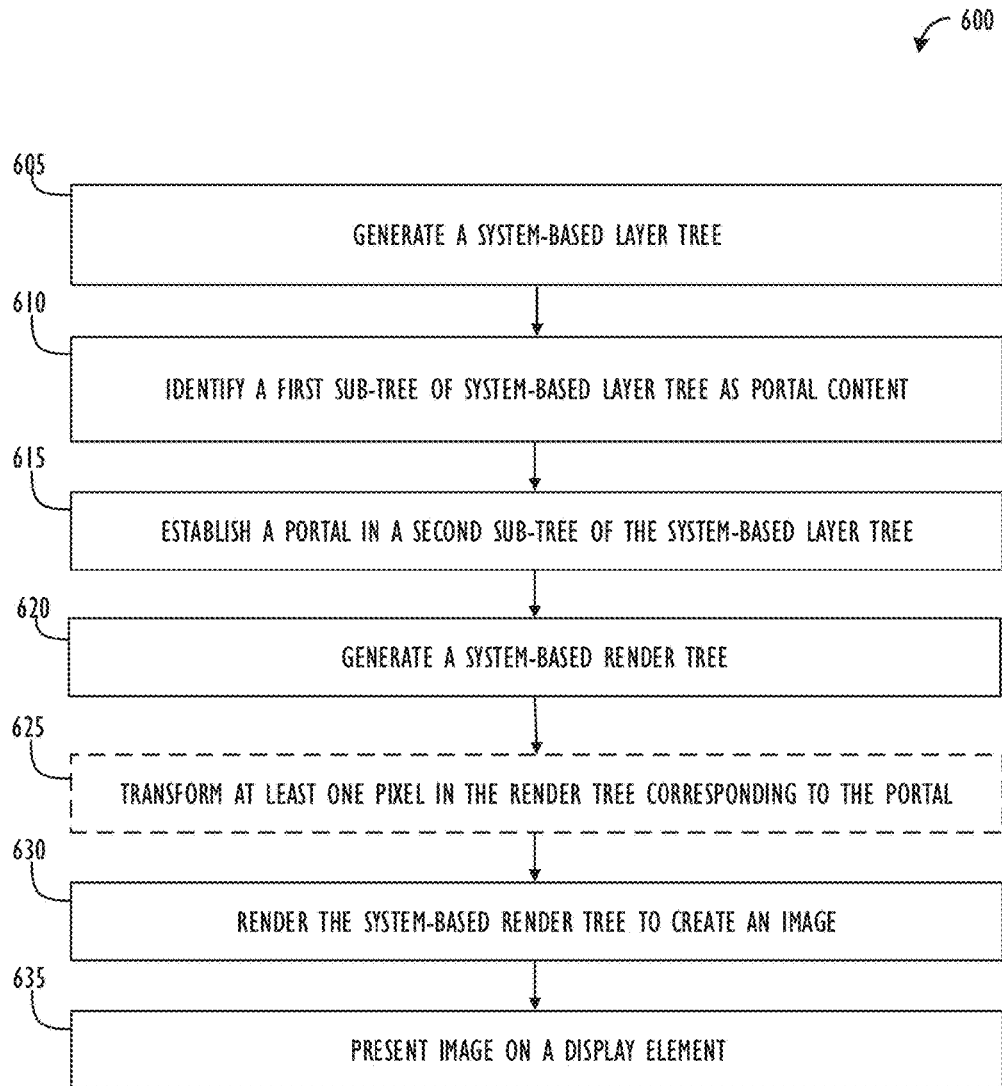 600
605
GENERATE A SYSTEM-BASED LAYER TREE
610
IDENTIFY A FIRST SUB-TREE OF SYSTEM-BASED LAYER TREE AS PORTAL CONTENT
615
ESTABLISH A PORTAL IN A SECOND SUB-TREE OF THE SYSTEM-BASED LAYER TREE
620
GENERATE A SYSTEM-BASED RENDER TREE
625
TRANSFORM AT LEAST ONE PIXEL IN THE RENDER TREE CORRESPONDING TO THE PORTAL
630
RENDER THE SYSTEM-BASED RENDER TREE TO CREATE AN IMAGE
635
PRESENT IMAGE ON A DISPLAY ELEMENT